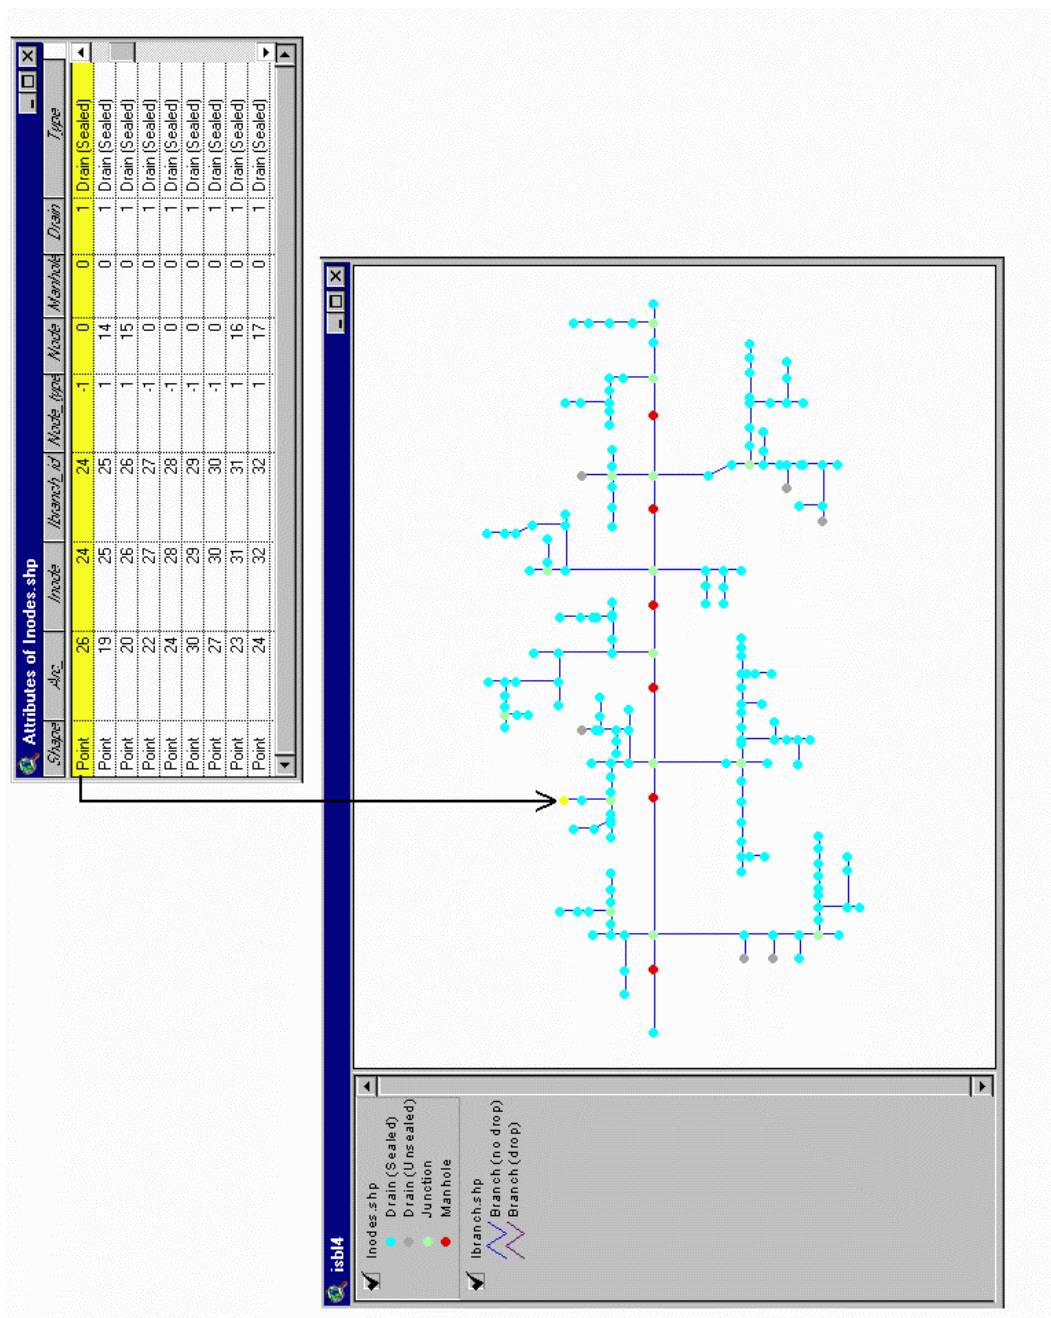 Attributes of Inodes.shp
Shape Arc_ Inode Ibranch_id Node_type Node Manhole Drain Type
Point 26 24 24 -1 0 0 1 Drain (Sealed)
Point 19 25 25 1 14 0 1 Drain (Sealed)
Point 20 26 26 1 15 0 1 Drain (Sealed)
Point 22 27 27 -1 0 0 1 Drain (Sealed)
Point 24 28 28 -1 0 0 1 Drain (Sealed)
Point 30 29 29 -1 0 0 1 Drain (Sealed)
Point 27 30 30 -1 0 0 1 Drain (Sealed)
Point 23 31 31 1 16 0 1 Drain (Sealed)
Point 24 32 32 1 17 0 1 Drain (Sealed)
isbl4
Inodes.shp
Drain (Sealed)
Drain (Unsealed)
Junction
Manhole
Ibranch.shp
Branch (no drop)
Branch (drop)